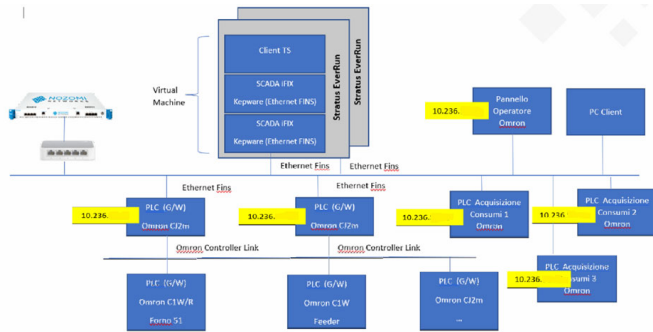 NOZOMI
NETWORKS
Virtual
Machine
Client TS
SCADA iFIX
Kepware (Ethernet FINS)
SCADA iFIX
Kepware (Ethernet FINS)
Stratus EverRun
Stratus EverRun
Ethernet Fins
Ethernet Fins
10.236.
Pannello
Operatore
Omron
PC Client
Ethernet Fins
Ethernet Fins
10.236.
PLC (G/W)
Omron CJ2m
10.236.
PLC (G/W)
Omron CJ2m
10.236.
PLC Acquisizione
Consumi 1
Omron
10.236
PLC Acquisizione
Consumi 2
Omron
Omron Controller Link
Omron Controller Link
10.236.
PLC Acquisizione
Consumi 3
Omron
PLC (G/W)
Omron C1W/R
Forno 51
PLC (G/W)
Omron C1W
Feeder
PLC (G/W)
Omron CJ2m
...